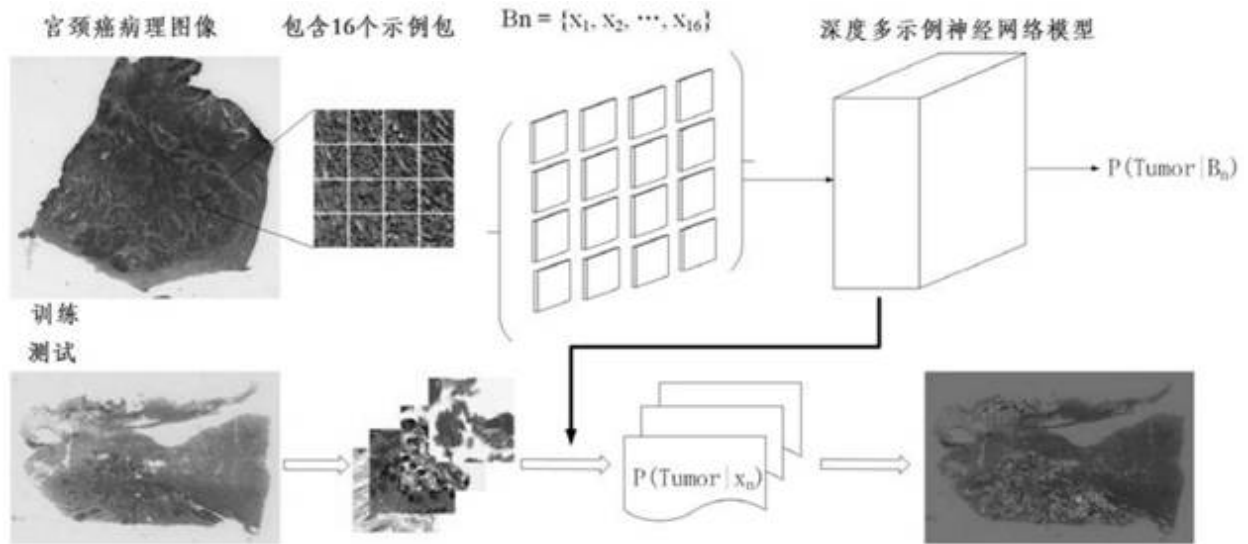 宫颈癌病理图像
包含16个示例包
Bn = {x₁, x₂, ⋯, x₁₆}
深度多示例神经网络模型
P(Tumor|Bₙ)
训练
测试
P(Tumor|xₙ)